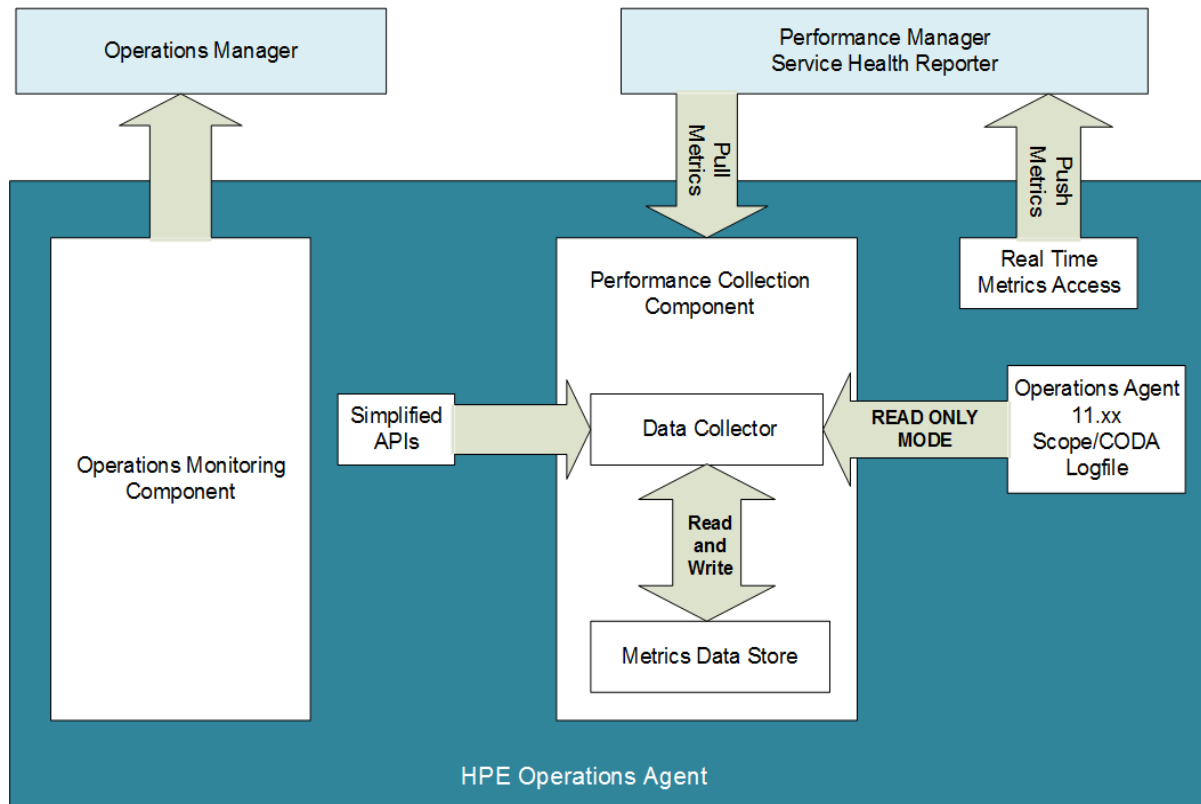 Operations Manager
Performance Manager
Service Health Reporter
Pull
Metrics
Push
Metrics
Real Time
Metrics Access
Performance Collection
Component
Operations Monitoring
Component
Simplified
APIs
Data Collector
READ ONLY
MODE
Operations Agent
11.xx
Scope/CODA
Logfile
Read
and
Write
Metrics Data Store
HPE Operations Agent